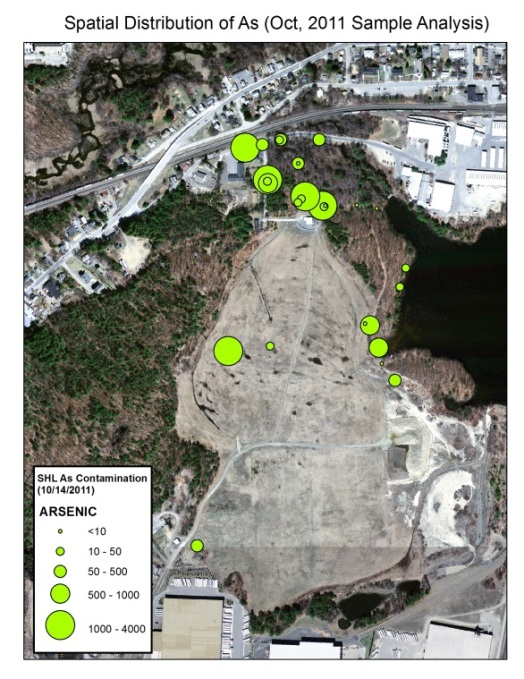 Spatial Distribution of As (Oct, 2011 Sample Analysis)
SHL As Contamination
(10/14/2011)
ARSENIC
<10
10 - 50
50 - 500
500 - 1000
1000 - 4000